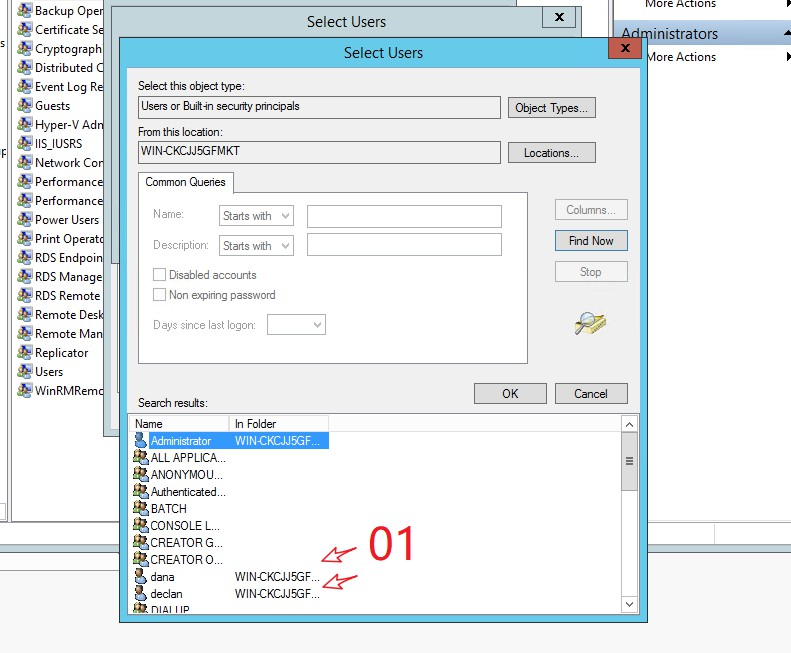 Backup Oper
Certificate Se
Cryptograph
Distributed C
Event Log Re
Guests
Hyper-V Adn
IIS_IUSRS
Network Cor
Performance
Performance
Power Users
Print Operato
RDS Endpoin
RDS Manage
RDS Remote
Remote Desk
Remote Man
Replicator
Users
WinRMRemo
Select Users
x
Select Users
x
More Actions
Administrators
More Actions
Select this object type:
Users or Built-in security principals
Object Types...
From this location:
WIN-CKCJJ5GFMKT
Locations...
Common Queries
Name:
Starts with
Description:
Starts with
Disabled accounts
Non expiring password
Days since last logon:
Columns...
Find Now
Stop
OK
Cancel
Search results:
Name In Folder
Administrator WIN-CKCJJ5GF...
ALL APPLICA...
ANONYMOU...
Authenticated...
BATCH
CONSOLE L...
CREATOR G...
CREATOR O...
dana WIN-CKCJJ5GF...
declan WIN-CKCJJ5GF...
DIALUP
01